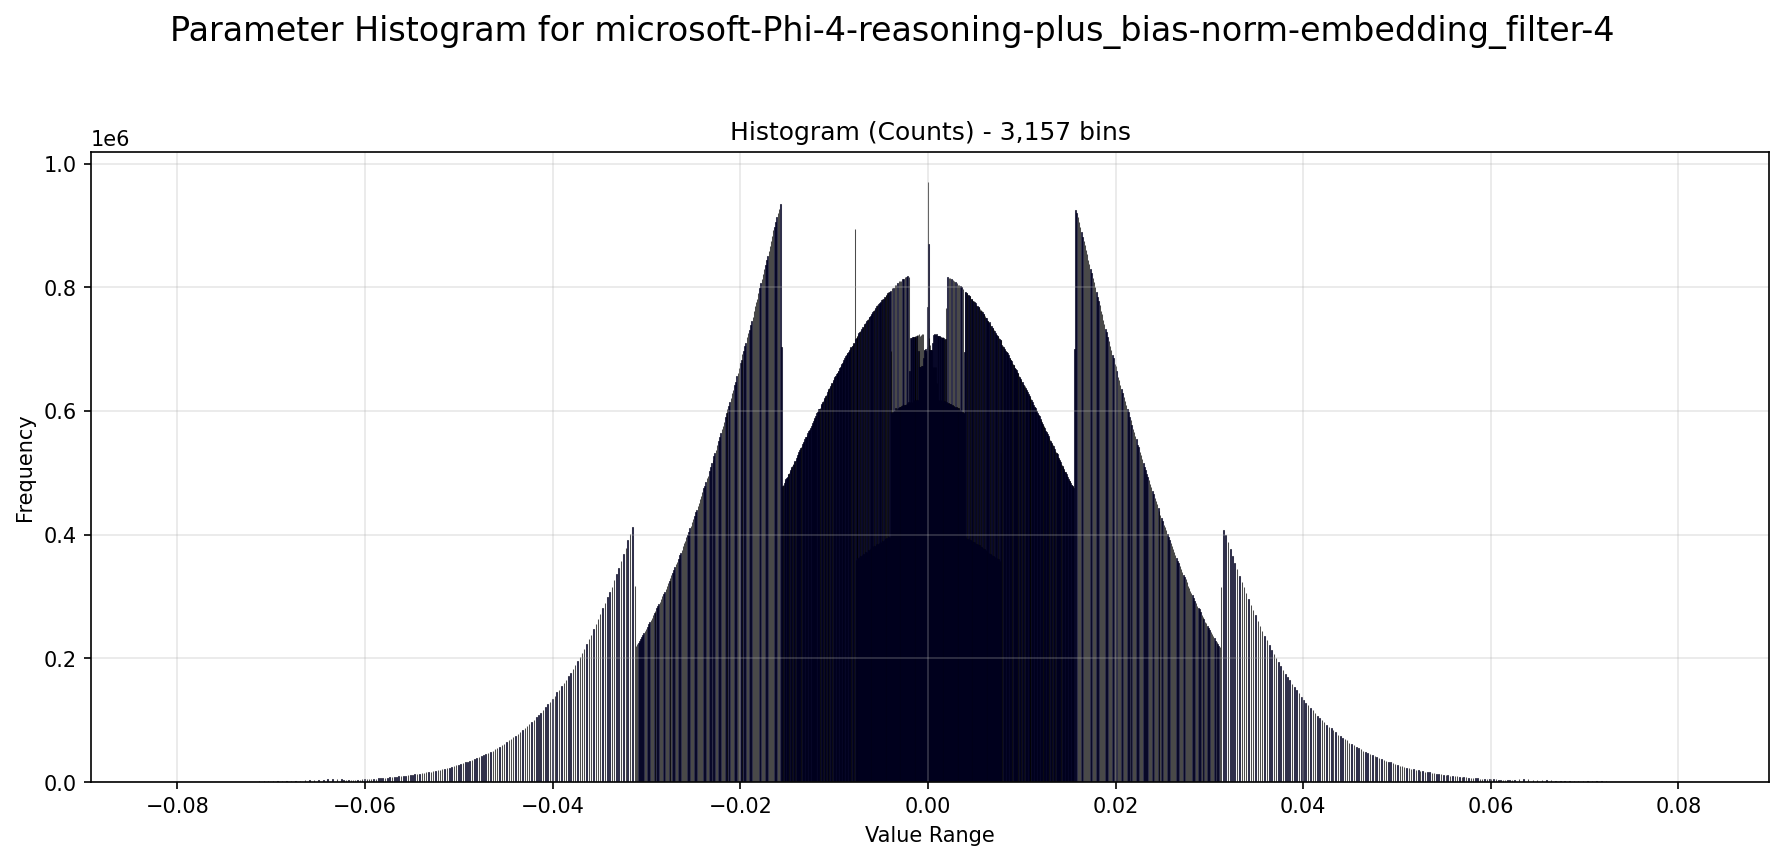 Parameter Histogram for microsoft-Phi-4-reasoning-plus_bias-norm-embedding_filter-4
Histogram (Counts) - 3,157 bins
1e6
1.0
0.8
0.6
0.4
0.2
0.0
Frequency
−0.08 −0.06 −0.04 −0.02 0.00 0.02 0.04 0.06 0.08
Value Range